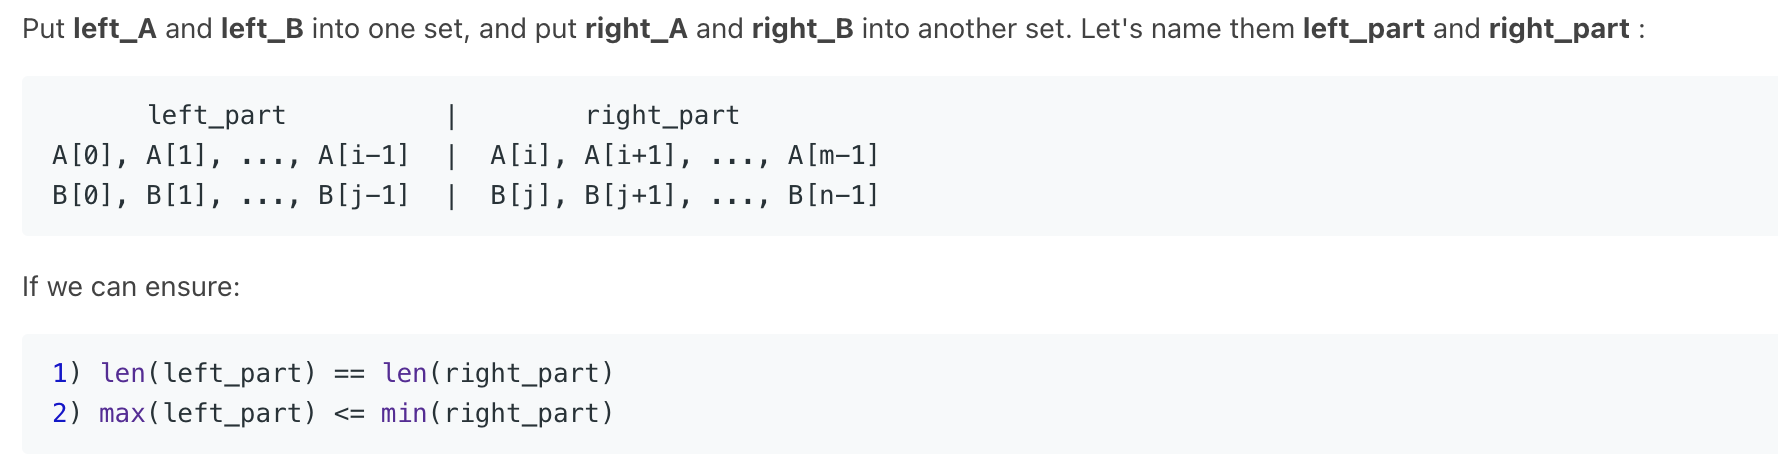 Put left_A and left_B into one set, and put right_A and right_B into another set. Let's name them left_part and right_part :
left_part | right_part
A[0], A[1], ..., A[i-1] | A[i], A[i+1], ..., A[m-1]
B[0], B[1], ..., B[j-1] | B[j], B[j+1], ..., B[n-1]
If we can ensure:
1) len(left_part) == len(right_part)
2) max(left_part) <= min(right_part)